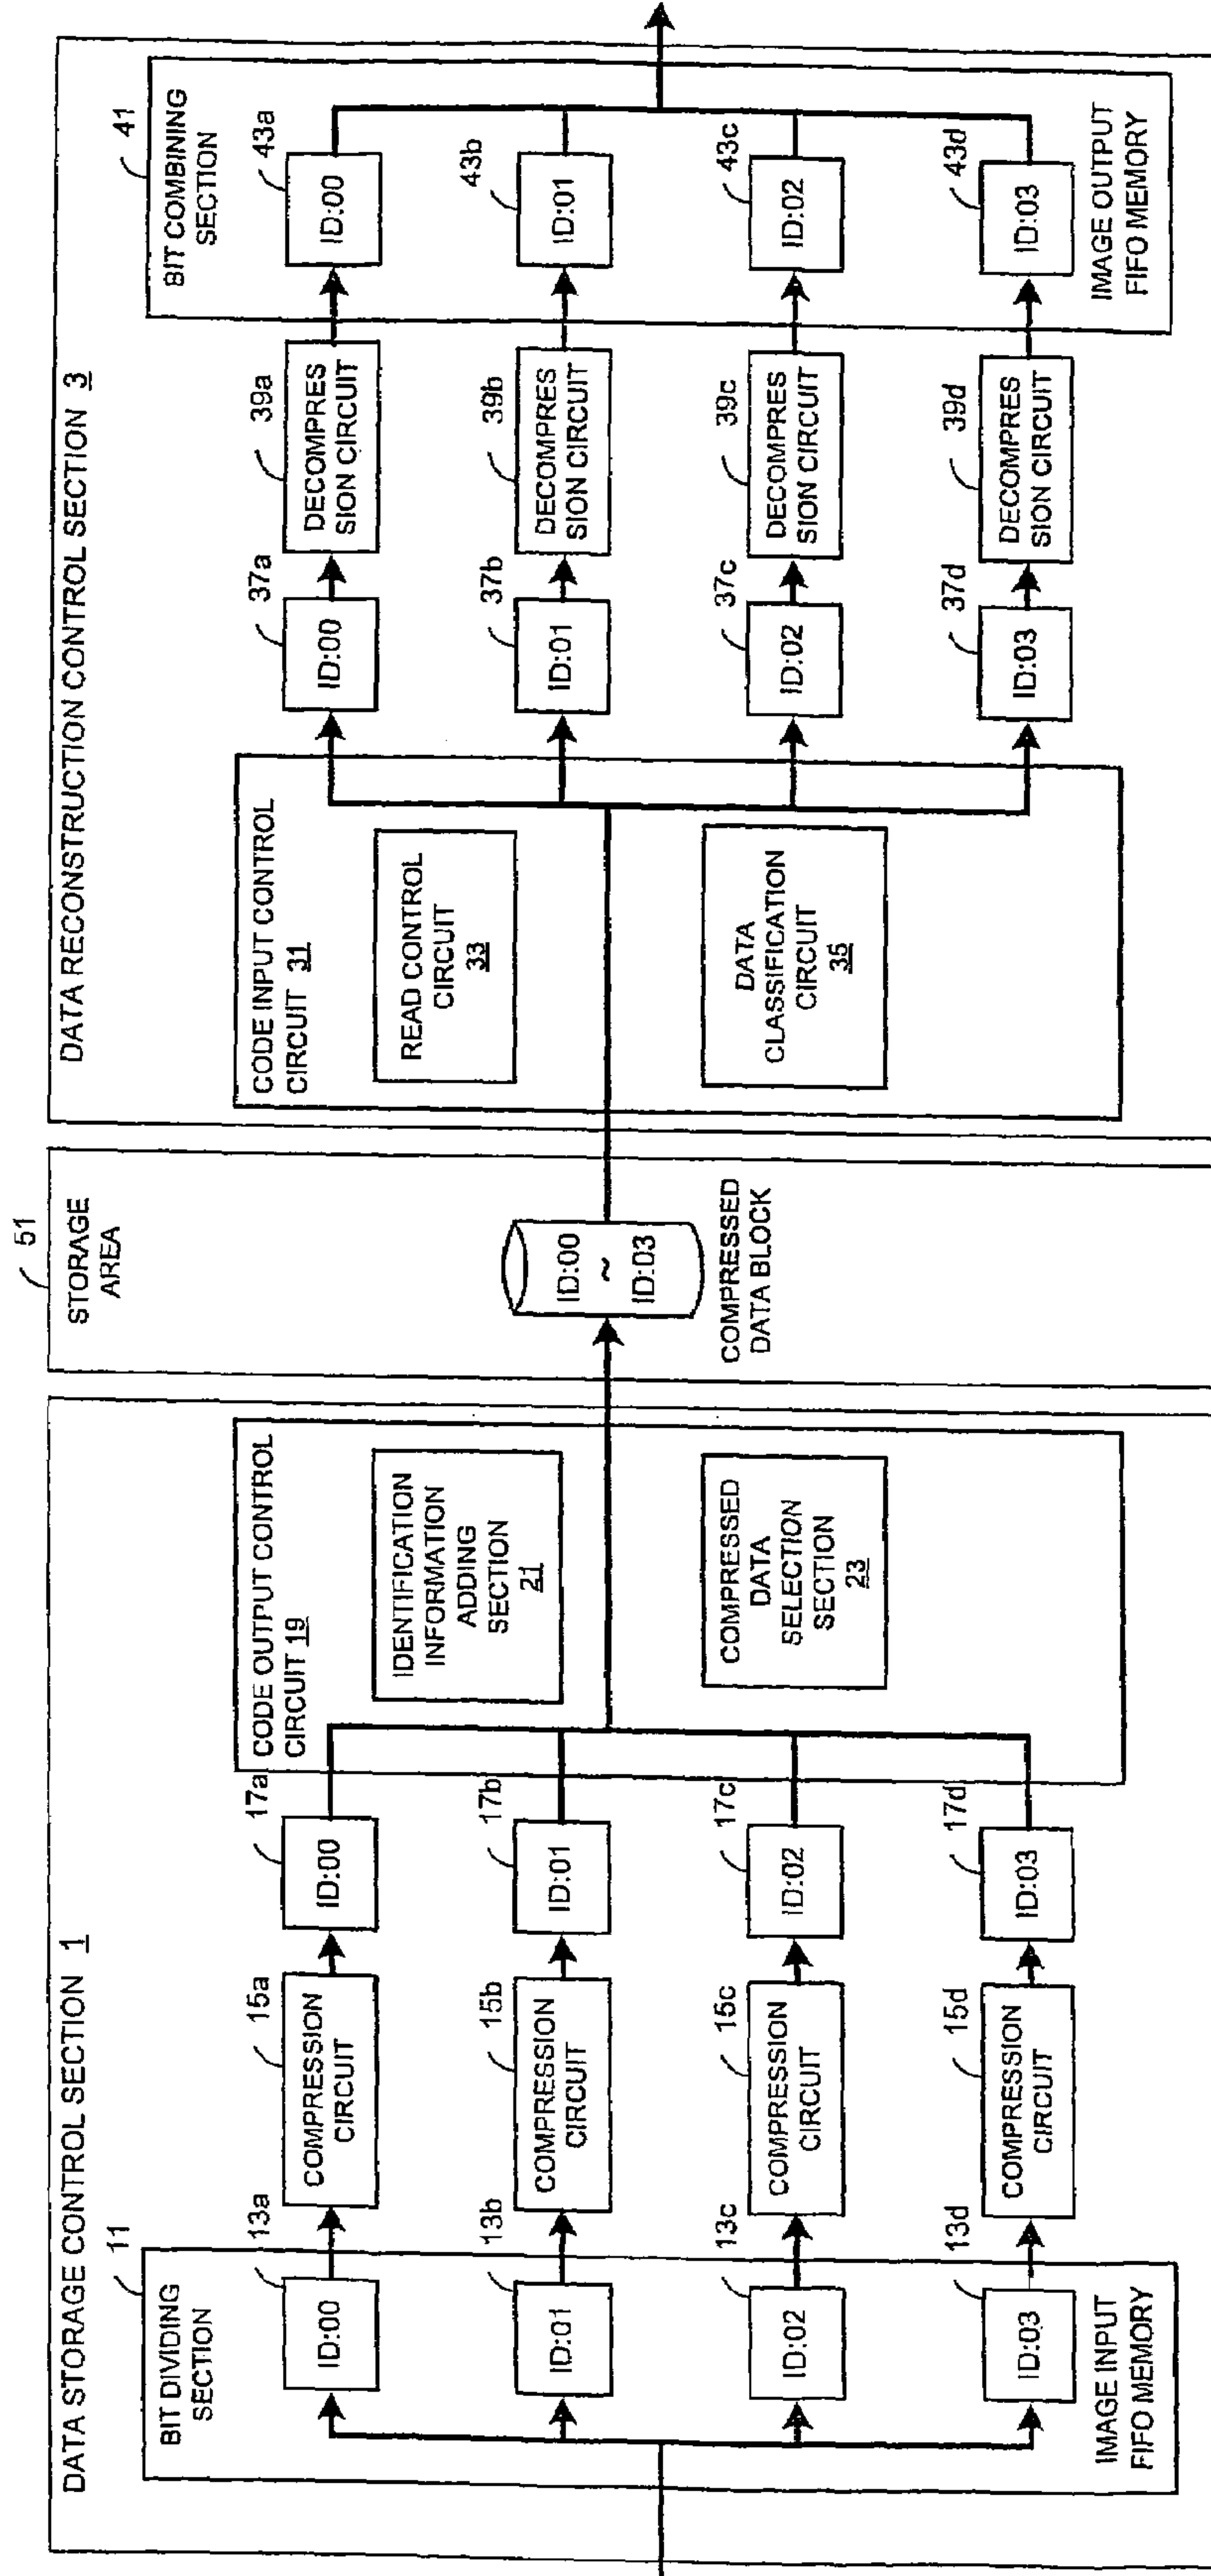 DATA STORAGE CONTROL SECTION 1
11
BIT DIVIDING
SECTION
13a
ID:00
13b
ID:01
13c
ID:02
13d
ID:03
IMAGE INPUT
FIFO MEMORY
15a
COMPRESSION
CIRCUIT
15b
COMPRESSION
CIRCUIT
15c
COMPRESSION
CIRCUIT
15d
COMPRESSION
CIRCUIT
17a
ID:00
17b
ID:01
17c
ID:02
17d
ID:03
CODE OUTPUT CONTROL
CIRCUIT 19
IDENTIFICATION
INFORMATION
ADDING
SECTION
21
COMPRESSED
DATA
SELECTION
SECTION
23
51
STORAGE
AREA
ID:00
~
ID:03
COMPRESSED
DATA BLOCK
DATA RECONSTRUCTION CONTROL SECTION 3
CODE INPUT CONTROL
CIRCUIT 31
READ CONTROL
CIRCUIT
33
DATA
CLASSIFICATION
CIRCUIT
35
37a
ID:00
37b
ID:01
37c
ID:02
37d
ID:03
39a
DECOMPRES
SION CIRCUIT
39b
DECOMPRES
SION CIRCUIT
39c
DECOMPRES
SION CIRCUIT
39d
DECOMPRES
SION CIRCUIT
41
BIT COMBINING
SECTION
43a
ID:00
43b
ID:01
43c
ID:02
43d
ID:03
IMAGE OUTPUT
FIFO MEMORY